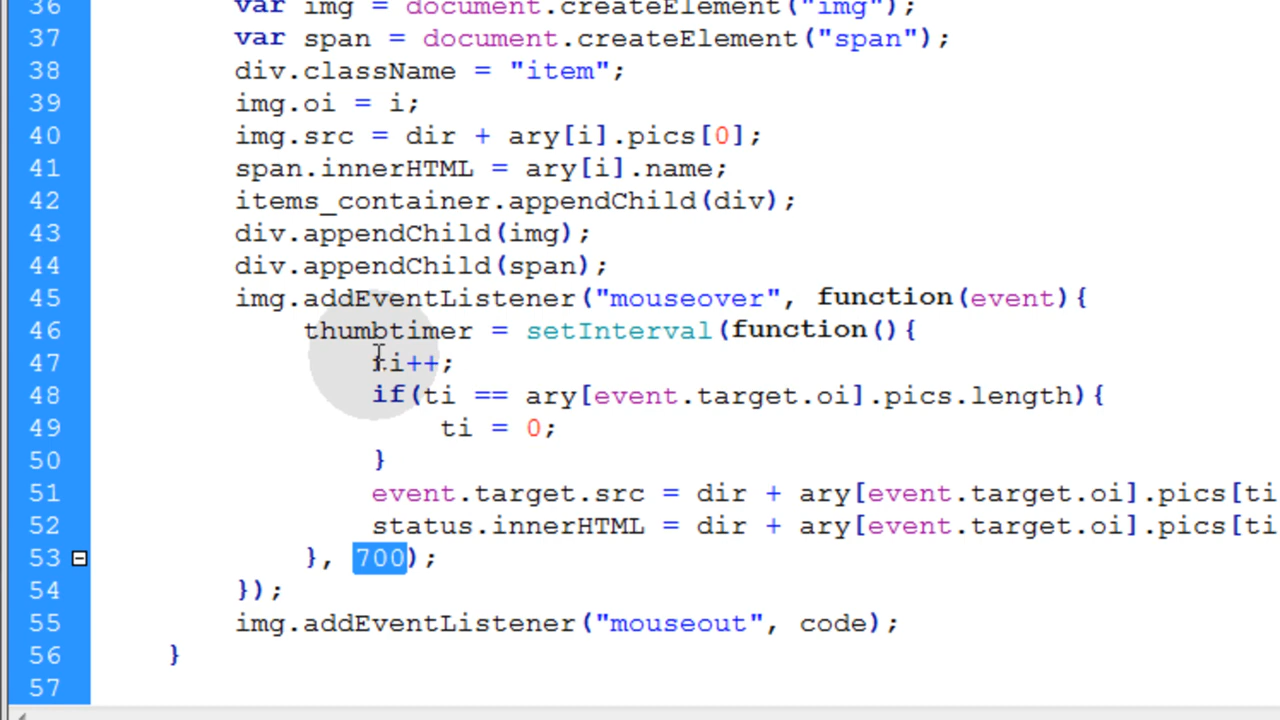 36 var img = document.createElement("img");
37 var span = document.createElement("span");
38 div.className = "item";
39 img.oi = i;
40 img.src = dir + ary[i].pics[0];
41 span.innerHTML = ary[i].name;
42 items_container.appendChild(div);
43 div.appendChild(img);
44 div.appendChild(span);
45 img.addEventListener("mouseover", function(event){
46 thumbtimer = setInterval(function(){
47 ti++;
48 if(ti == ary[event.target.oi].pics.length){
49 ti = 0;
50 }
51 event.target.src = dir + ary[event.target.oi].pics[ti
52 status.innerHTML = dir + ary[event.target.oi].pics[ti
53 }, 700);
54 });
55 img.addEventListener("mouseout", code);
56 }
57